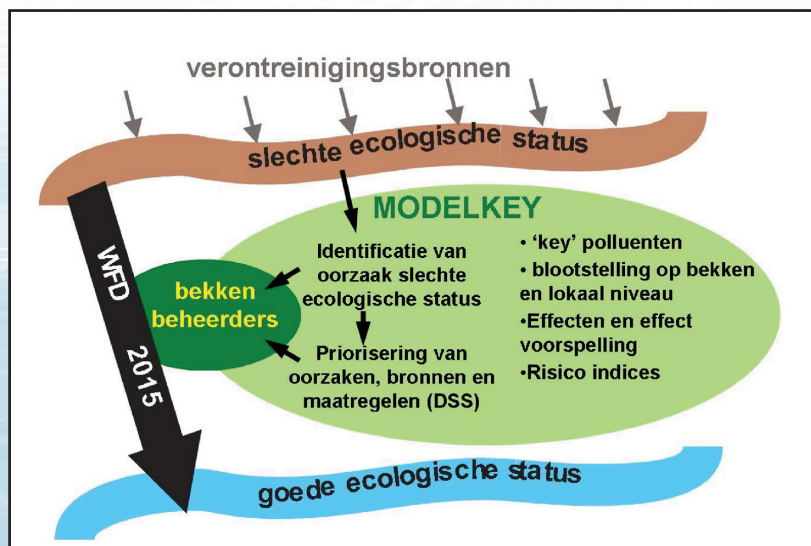 verontreinigingsbronnen
slechte ecologische status
MODELKEY
Identificatie van
oorzaak slechte
ecologische status
Priorisering van
oorzaken, bronnen en
maatregelen (DSS)
• ‘key’ polluenten
• blootstelling op bekken
en lokaal niveau
•Effecten en effect
voorspelling
•Risico indices
bekken
beheerders
WFD 2015
goede ecologische status